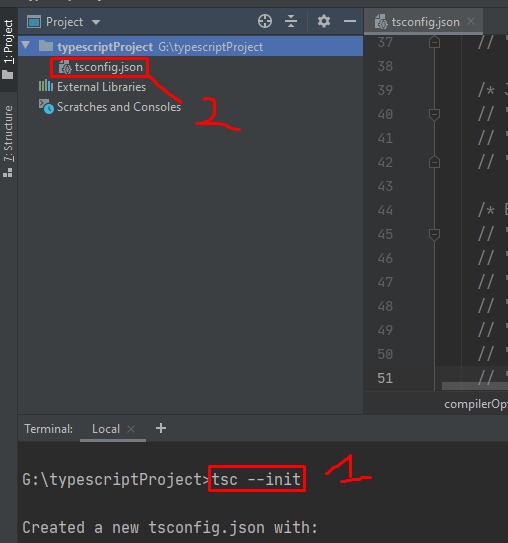 Project
tsconfig.json
1: Project
7: Structure
typescriptProject G:\typescriptProject
tsconfig.json
External Libraries
Scratches and Consoles
2
37 // "
38
39 /* J
40 // "
41 // "
42 // "
43
44 /* E
45 // "
46 // "
47 // "
48 // "
49 // "
50 // "
51 // "
compilerOpt
Terminal: Local +
G:\typescriptProject>tsc --init
1
Created a new tsconfig.json with: